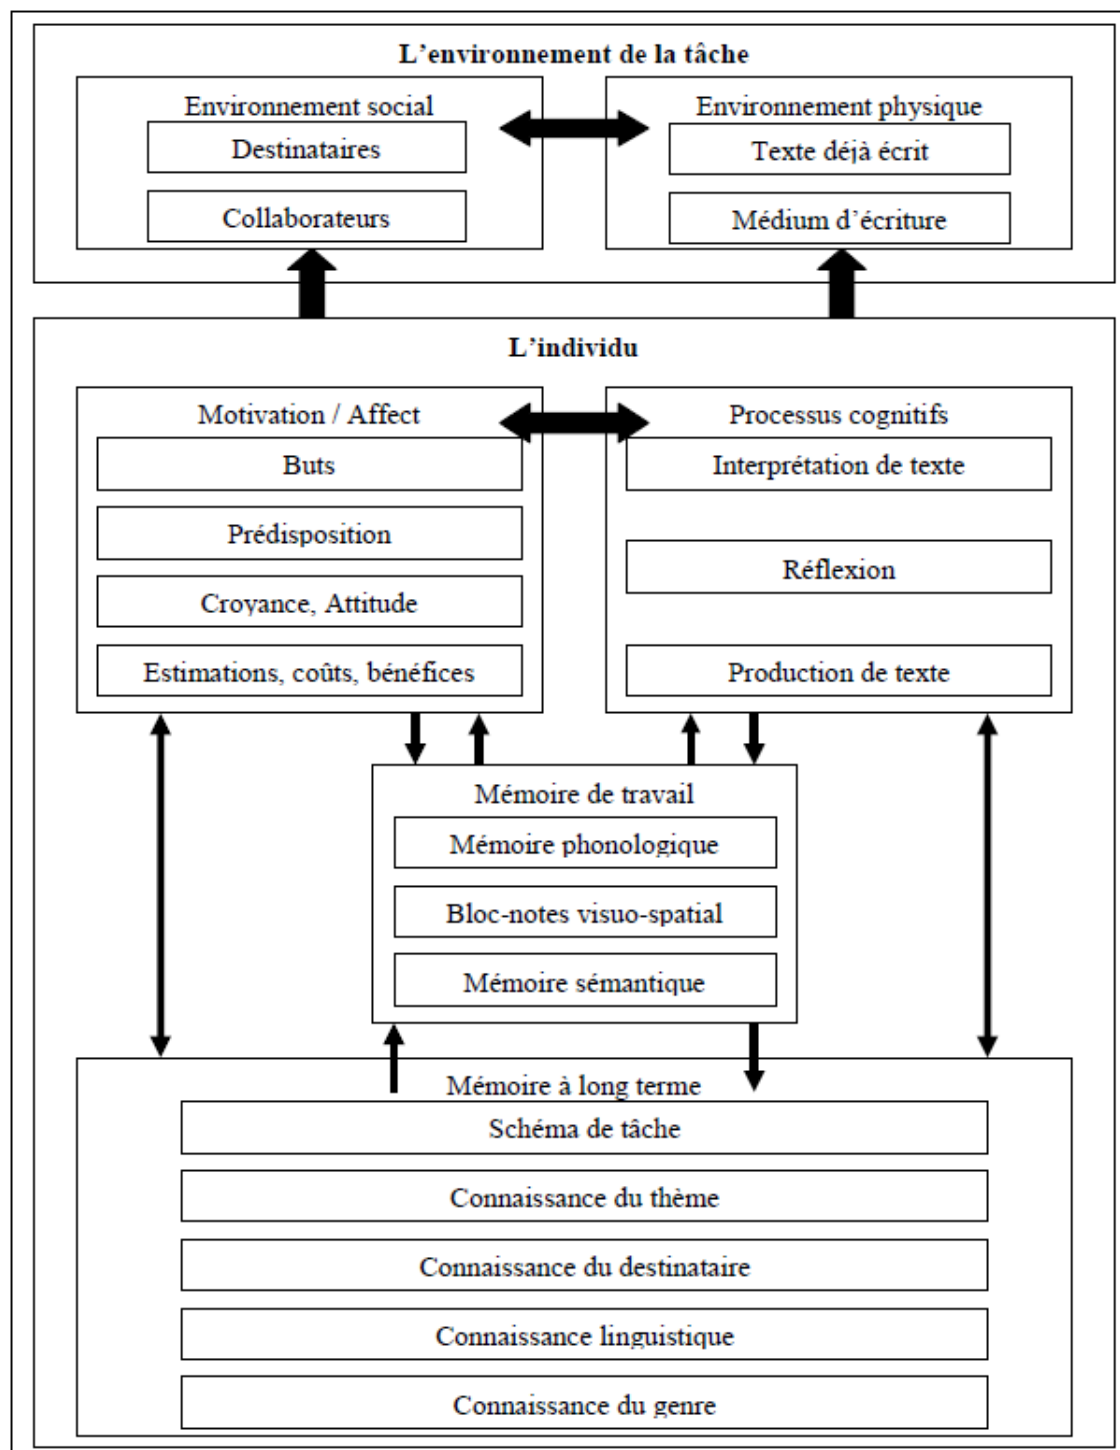 L’environnement de la tâche
Environnement social
Destinataires
Collaborateurs
Environnement physique
Texte déjà écrit
Médium d’écriture
L’individu
Motivation / Affect
Buts
Prédisposition
Croyance, Attitude
Estimations, coûts, bénéfices
Processus cognitifs
Interprétation de texte
Réflexion
Production de texte
Mémoire de travail
Mémoire phonologique
Bloc-notes visuo-spatial
Mémoire sémantique
Mémoire à long terme
Schéma de tâche
Connaissance du thème
Connaissance du destinataire
Connaissance linguistique
Connaissance du genre